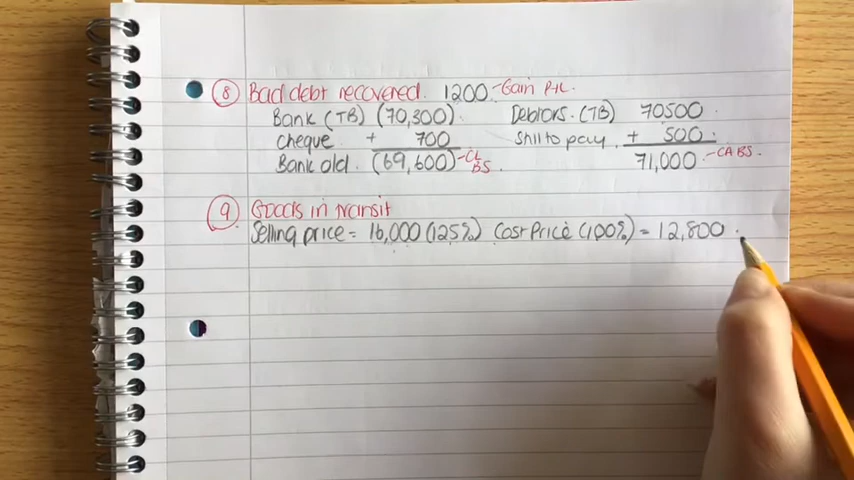 ⑧ Bad debt recovered. 1200 - Gain P+L.
Bank (TB) (70,300) Debtors. (TB) 70500
cheque + 700 Still to pay. + 500
Bank o/d. (69,600) - CL BS. 71,000 - CA BS.
⑨ Goods in transit
Selling price = 16,000 (125%) Cost Price (100%) = 12,800